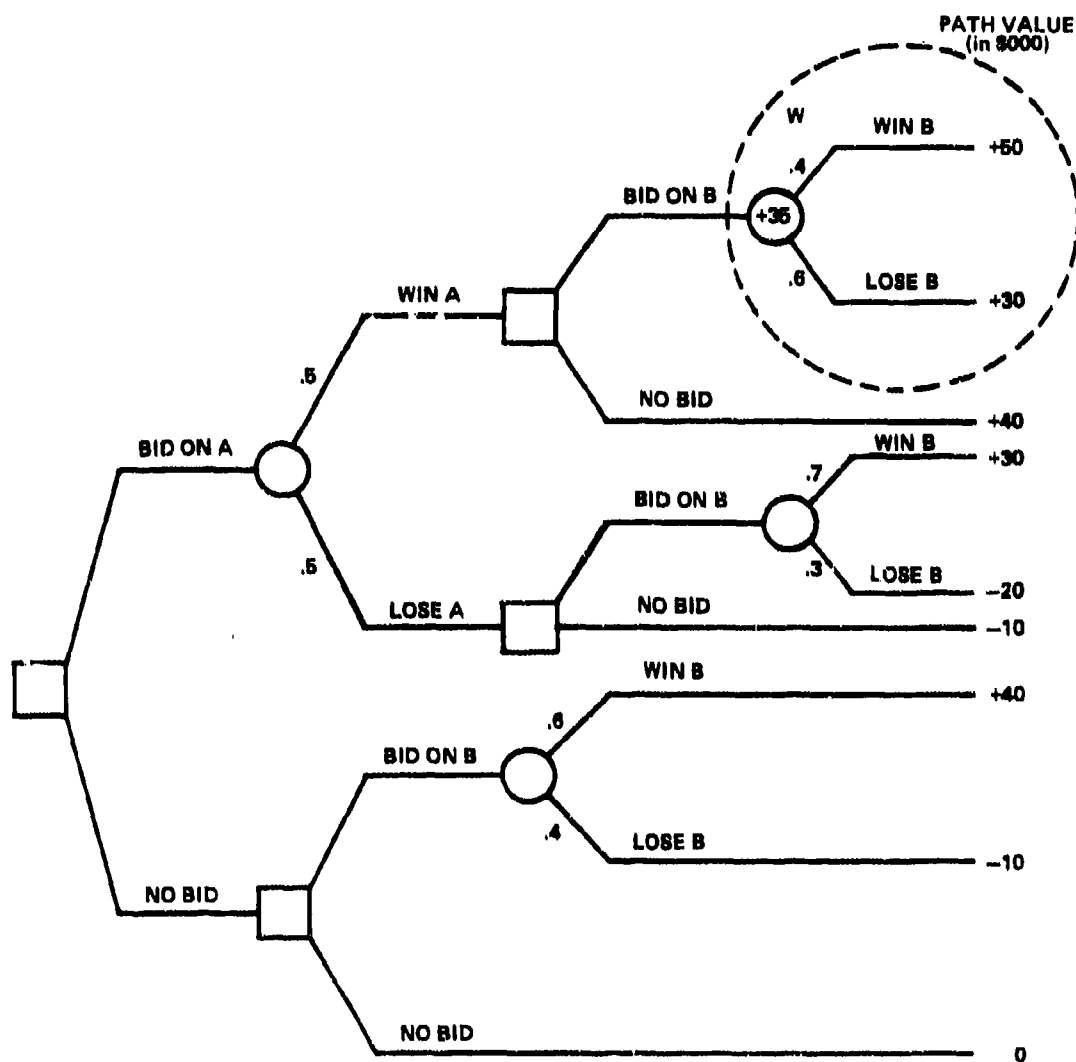 PATH VALUE
(in $000)
W
WIN B
+50
.4
BID ON B
+35
.6
LOSE B
+30
WIN A
.5
NO BID
+40
BID ON A
WIN B
+30
.7
BID ON B
.5
.3
LOSE B
-20
LOSE A
NO BID
-10
WIN B
+40
.6
BID ON B
.4
LOSE B
-10
NO BID
NO BID
0